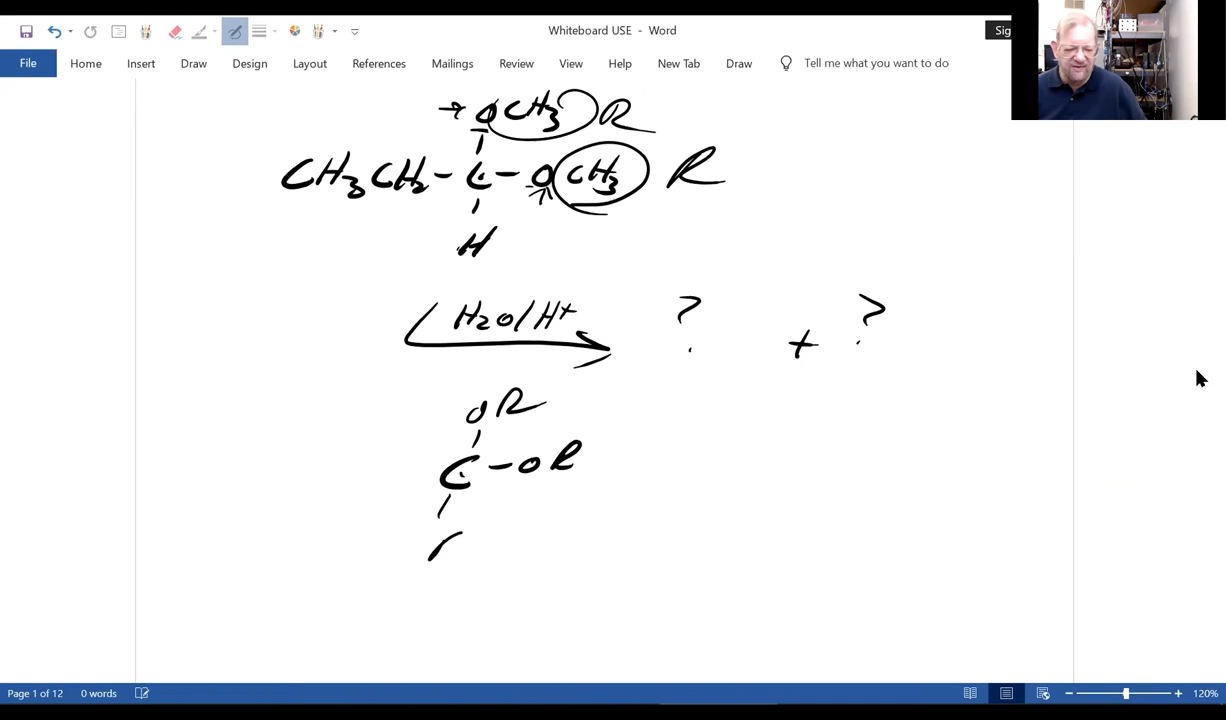 Whiteboard USE - Word
Sig
File Home Insert Draw Design Layout References Mailings Review View Help New Tab Draw Tell me what you want to do
→ OCH3 R
CH3CH2 - C - OCH3 R
H
H2O/H+ ? + ?
OR
C - OR
Page 1 of 12 0 words 120%